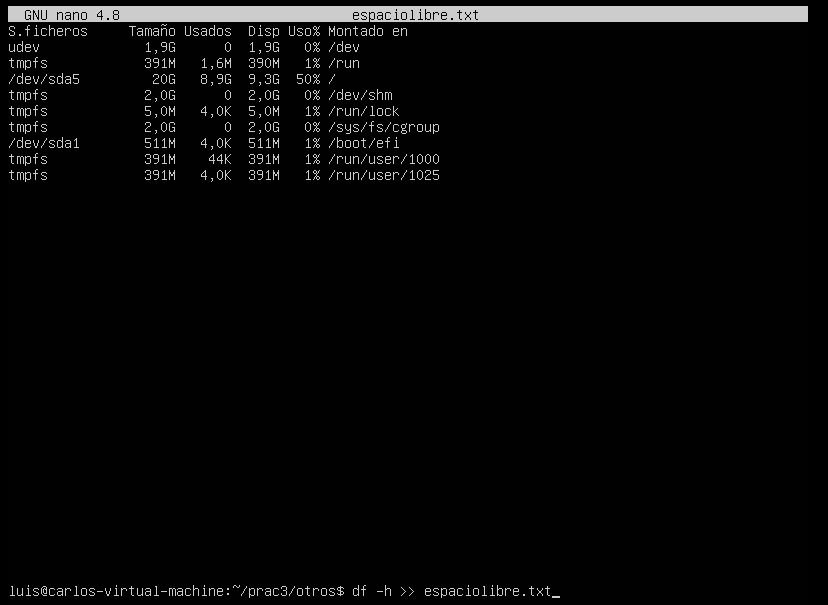 GNU nano 4.8 espaciolibre.txt
S.ficheros Tamaño Usados Disp Uso% Montado en
udev 1,9G 0 1,9G 0% /dev
tmpfs 391M 1,6M 390M 1% /run
/dev/sda5 20G 8,9G 9,3G 50% /
tmpfs 2,0G 0 2,0G 0% /dev/shm
tmpfs 5,0M 4,0K 5,0M 1% /run/lock
tmpfs 2,0G 0 2,0G 0% /sys/fs/cgroup
/dev/sda1 511M 4,0K 511M 1% /boot/efi
tmpfs 391M 44K 391M 1% /run/user/1000
tmpfs 391M 4,0K 391M 1% /run/user/1025
luis@carlos-virtual-machine:~/prac3/otros$ df -h >> espaciolibre.txt_